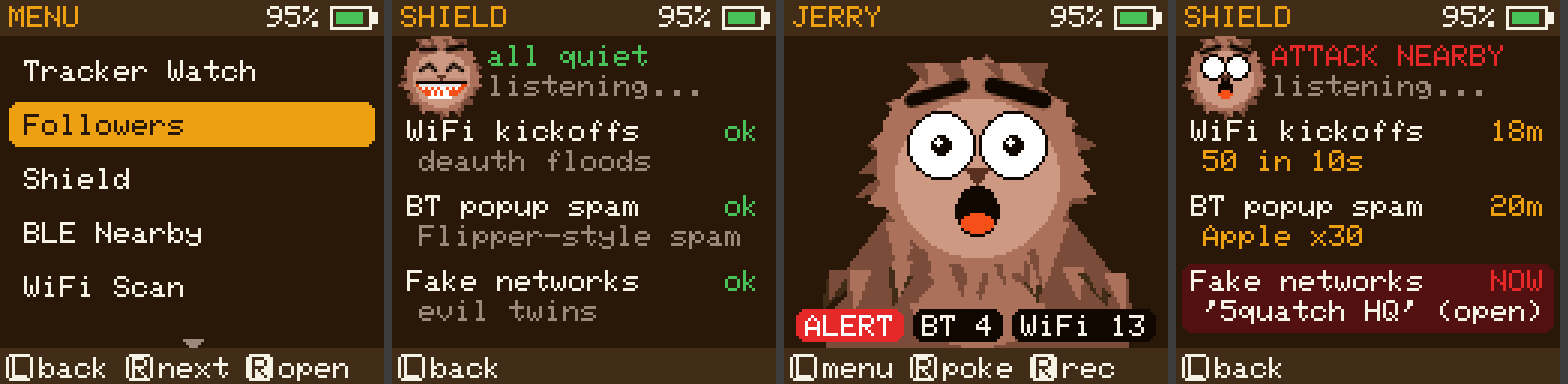 MENU 95%
Tracker Watch
Followers
Shield
BLE Nearby
WiFi Scan
L back R next R open
SHIELD 95%
all quiet
listening...
WiFi kickoffs ok
deauth floods
BT popup spam ok
Flipper-style spam
Fake networks ok
evil twins
L back
JERRY 95%
ALERT BT 4 WiFi 13
L menu R poke R rec
SHIELD 95%
ATTACK NEARBY
listening...
WiFi kickoffs 18m
50 in 10s
BT popup spam 20m
Apple x30
Fake networks NOW
'5quatch HQ' (open)
L back